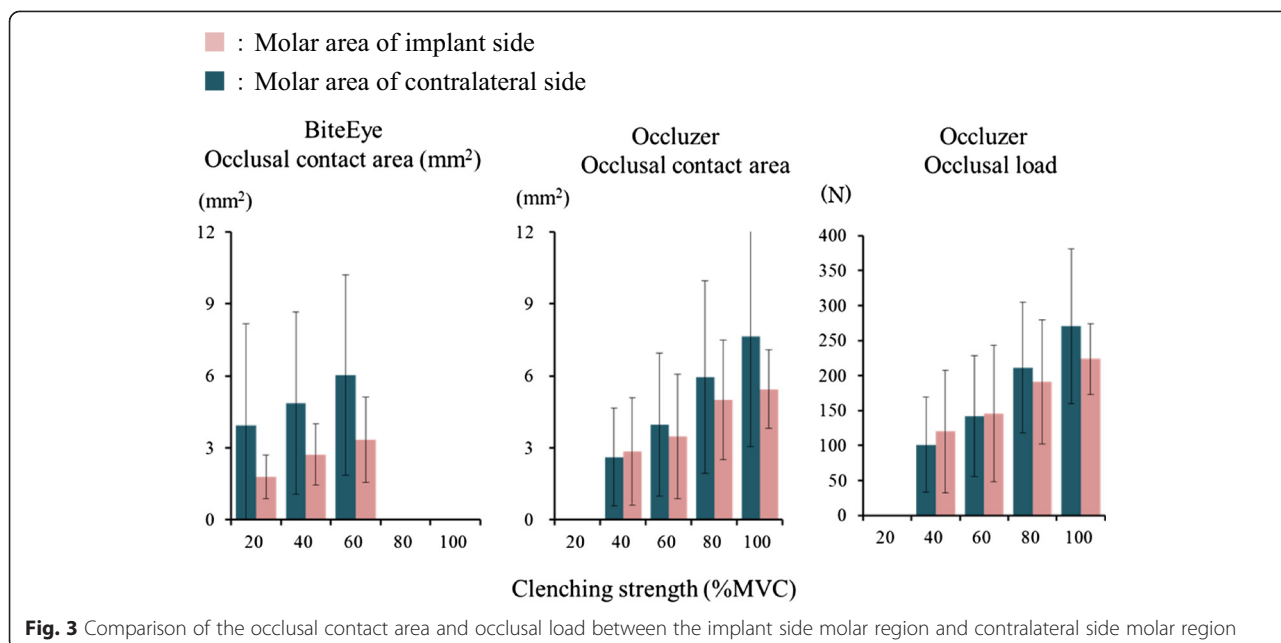 : Molar area of implant side
: Molar area of contralateral side
BiteEye
Occlusal contact area (mm²)
(mm²)
12
9
6
3
0
20 40 60 80 100
Occluzer
Occlusal contact area
(mm²)
12
9
6
3
0
20 40 60 80 100
Occluzer
Occlusal load
(N)
400
350
300
250
200
150
100
50
0
20 40 60 80 100
Clenching strength (%MVC)
Fig. 3 Comparison of the occlusal contact area and occlusal load between the implant side molar region and contralateral side molar region